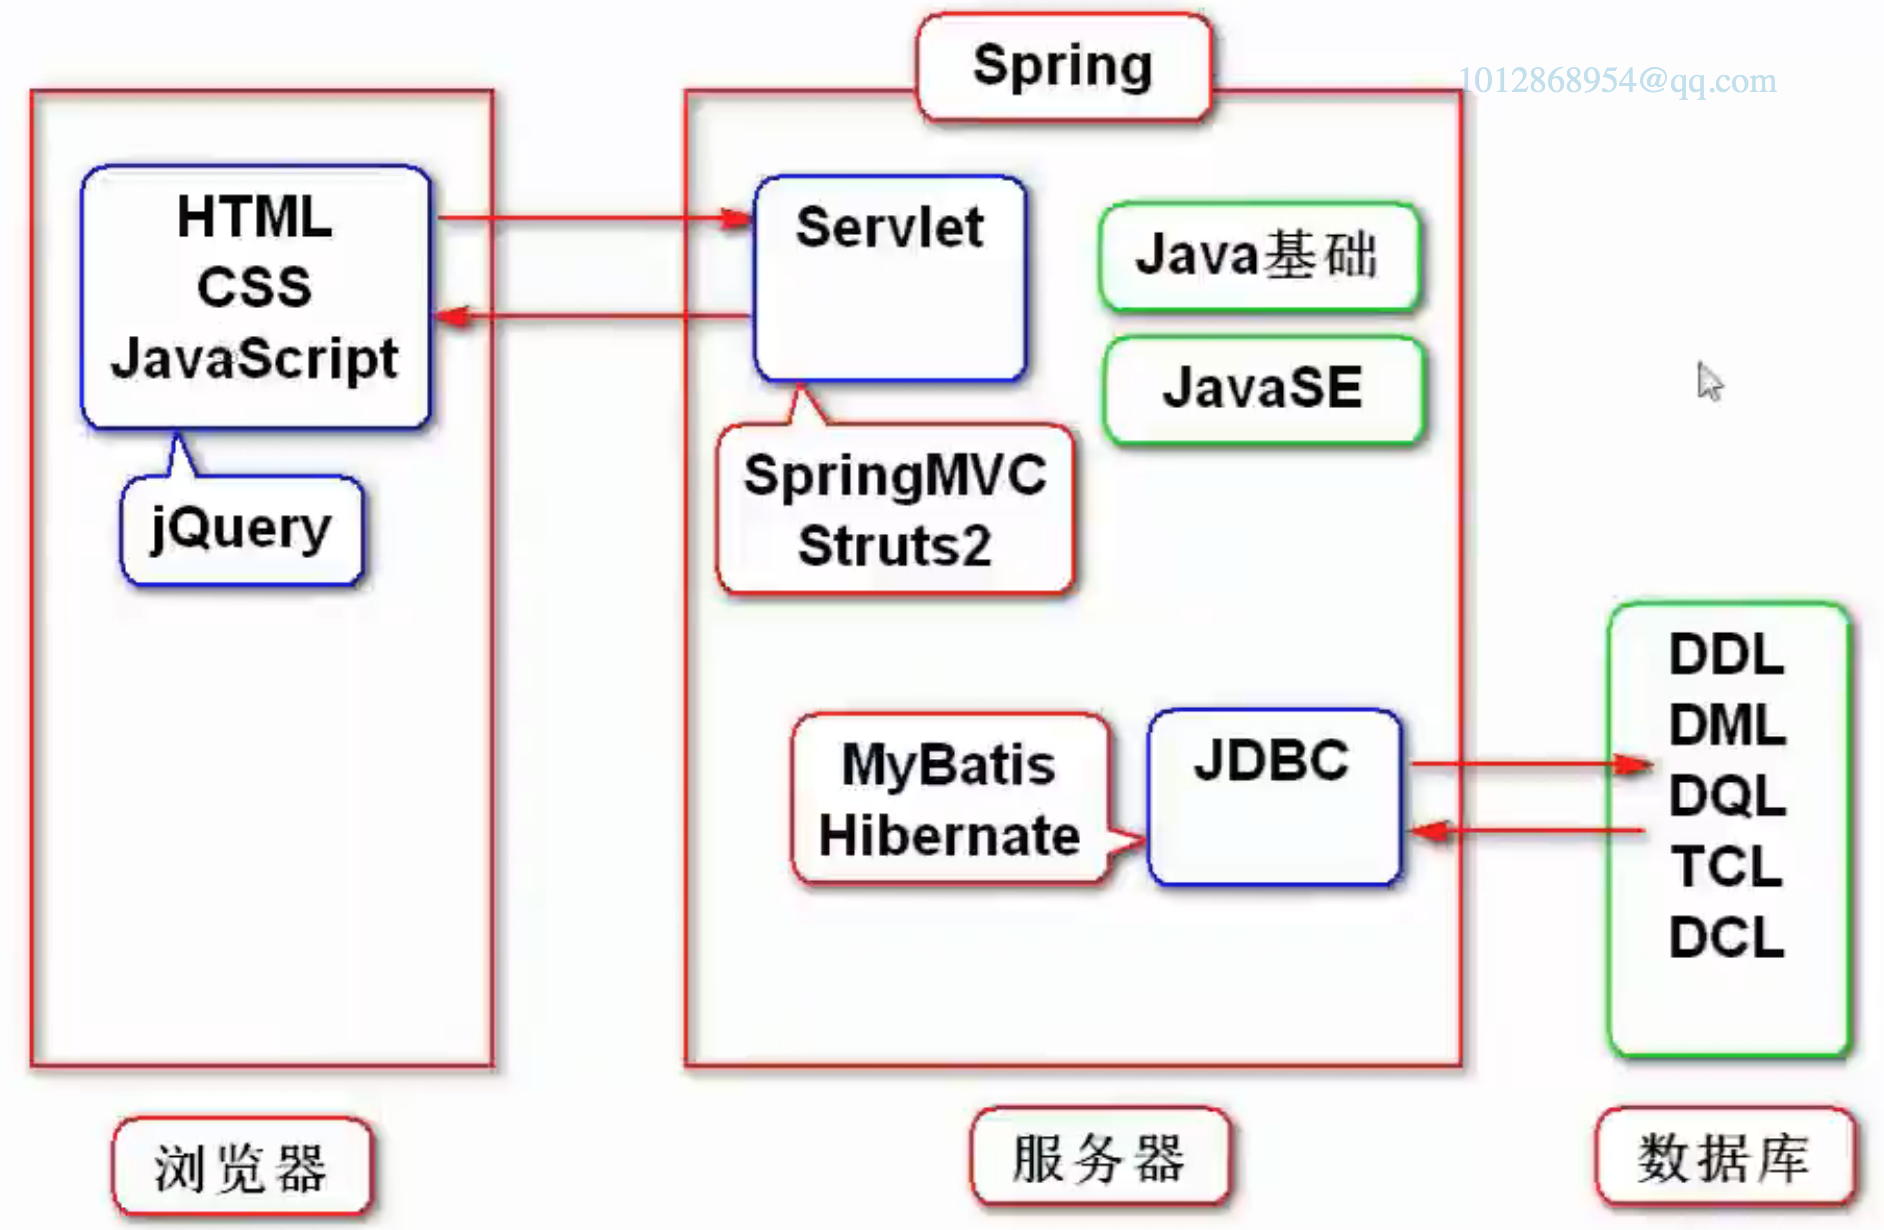 Spring
1012868954@qq.com
HTML
CSS
JavaScript
jQuery
Servlet
SpringMVC
Struts2
Java基础
JavaSE
MyBatis
Hibernate
JDBC
DDL
DML
DQL
TCL
DCL
浏览器
服务器
数据库